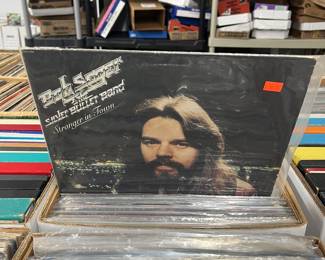 Bob Seger
& the
SILVER BULLET BAND
Stranger in Town